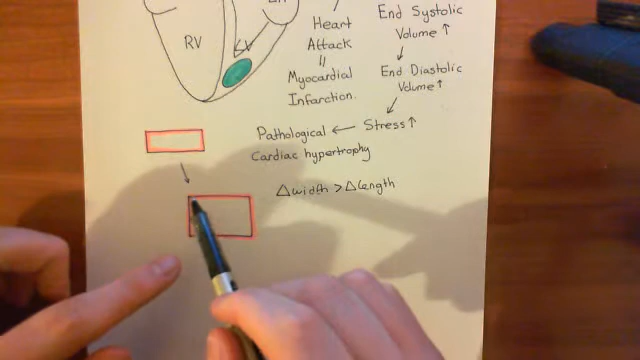 RV
LV
Heart
Attack
||
Myocardial
Infarction.
End Systolic
Volume ↑
End Diastolic
Volume ↑
Stress ↑
Pathological
Cardiac hypertrophy
Δwidth > Δlength